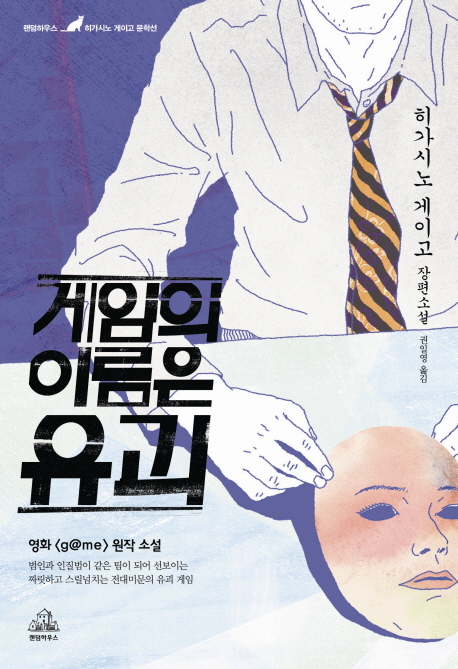 랜덤하우스 히가시노 게이고 문학선
히가시노 게이고 장편소설
권일영 옮김
게임의
이름은
유괴
영화 〈g@me〉 원작 소설
범인과 인질범이 같은 팀이 되어 선보이는
짜릿하고 스릴넘치는 전대미문의 유괴 게임
랜덤하우스